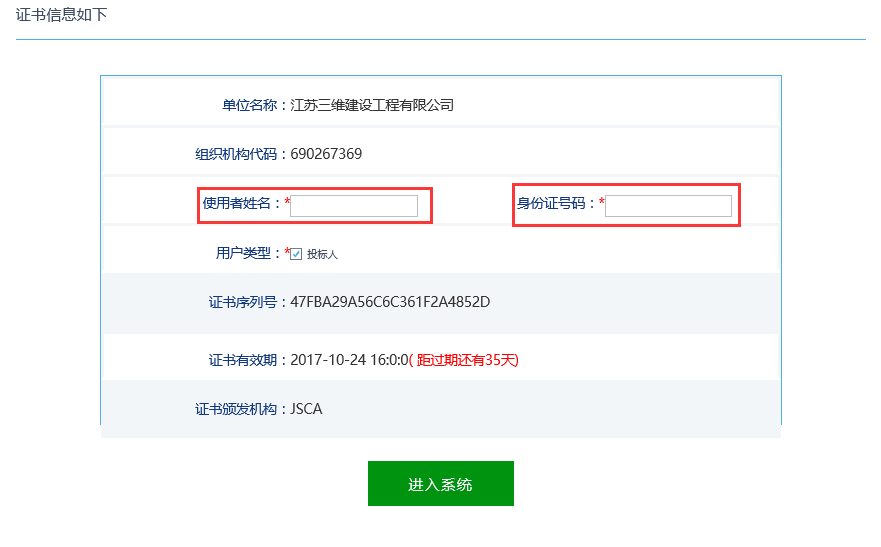 证书信息如下
单位名称：江苏三维建设工程有限公司
组织机构代码：690267369
使用者姓名：* 身份证号码：*
用户类型：* 投标人
证书序列号：47FBA29A56C6C361F2A4852D
证书有效期：2017-10-24 16:0:0( 距过期还有35天)
证书颁发机构：JSCA
进入系统